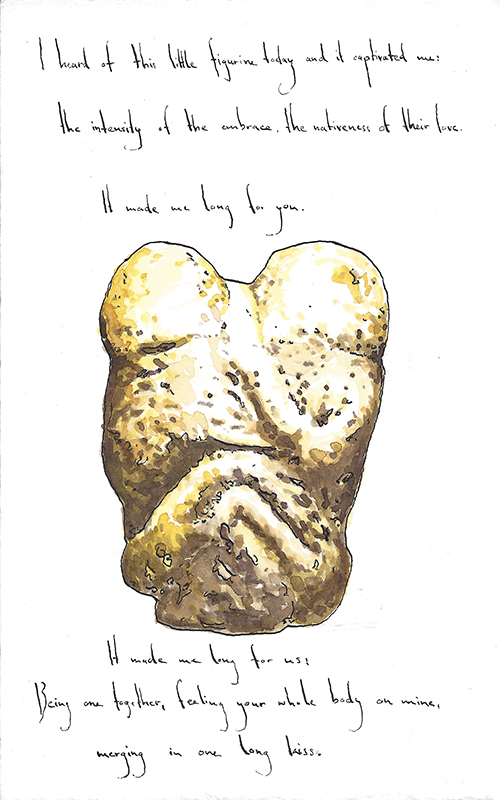 I heard of this little figurine today and it captivated me:
the intensity of the embrace, the nativeness of their love.
It made me long for you.
It made me long for us:
Being one together, feeling your whole body on mine,
merging in one long kiss.